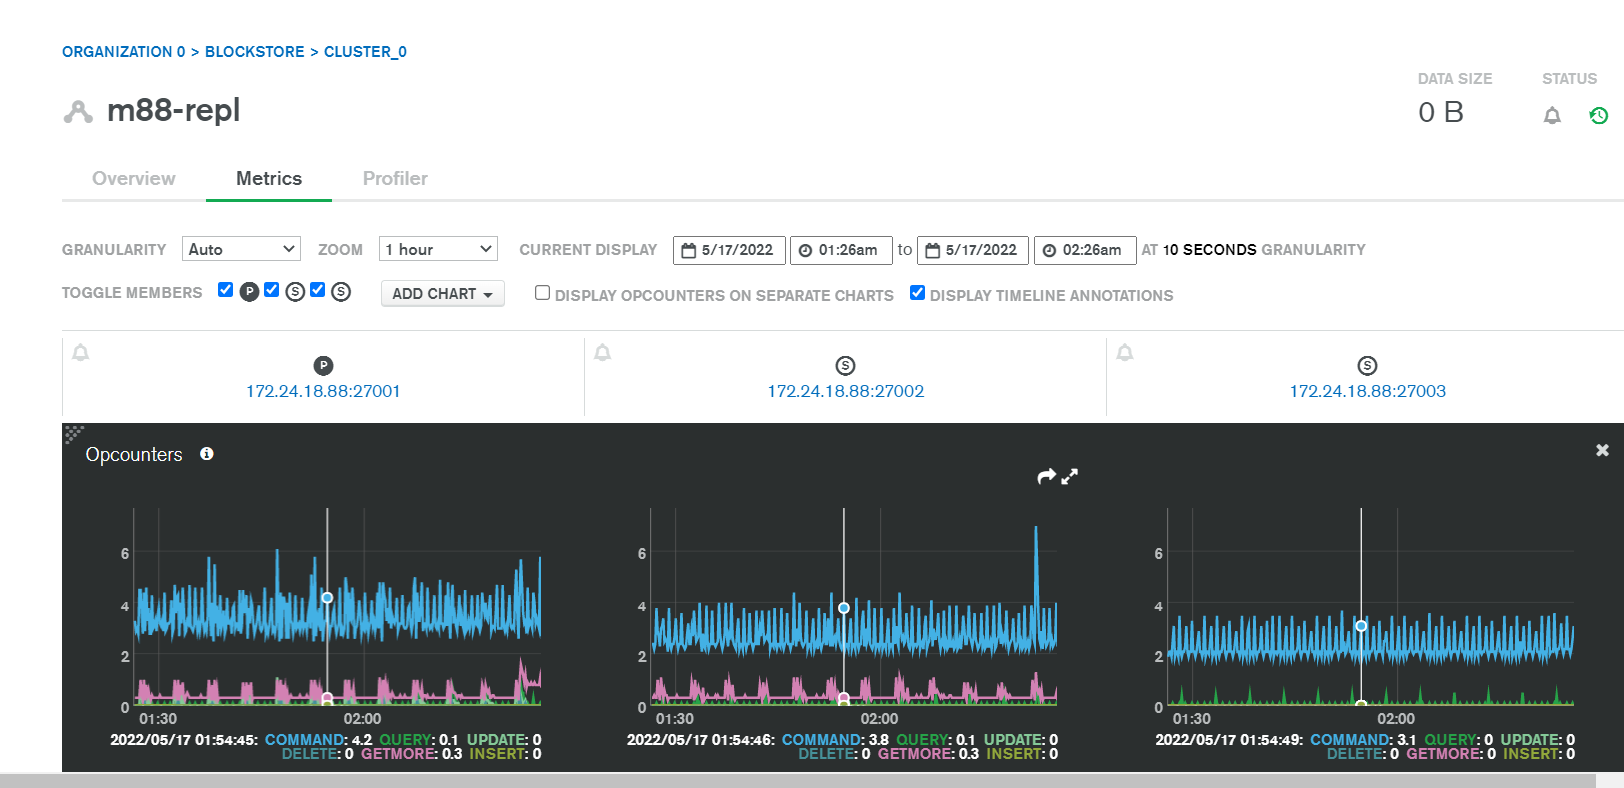 ORGANIZATION 0 > BLOCKSTORE > CLUSTER_0
DATA SIZE STATUS
m88-repl
0 B
Overview Metrics Profiler
GRANULARITY Auto ZOOM 1 hour CURRENT DISPLAY 5/17/2022 01:26am to 5/17/2022 02:26am AT 10 SECONDS GRANULARITY
TOGGLE MEMBERS P S S ADD CHART DISPLAY OPCOUNTERS ON SEPARATE CHARTS DISPLAY TIMELINE ANNOTATIONS
P S S
172.24.18.88:27001 172.24.18.88:27002 172.24.18.88:27003
Opcounters
6 6 6
4 4 4
2 2 2
0 0 0
01:30 02:00 01:30 02:00 01:30 02:00
2022/05/17 01:54:45: COMMAND: 4.2 QUERY: 0.1 UPDATE: 0 2022/05/17 01:54:46: COMMAND: 3.8 QUERY: 0.1 UPDATE: 0 2022/05/17 01:54:49: COMMAND: 3.1 QUERY: 0 UPDATE: 0
DELETE: 0 GETMORE: 0.3 INSERT: 0 DELETE: 0 GETMORE: 0.3 INSERT: 0 DELETE: 0 GETMORE: 0 INSERT: 0